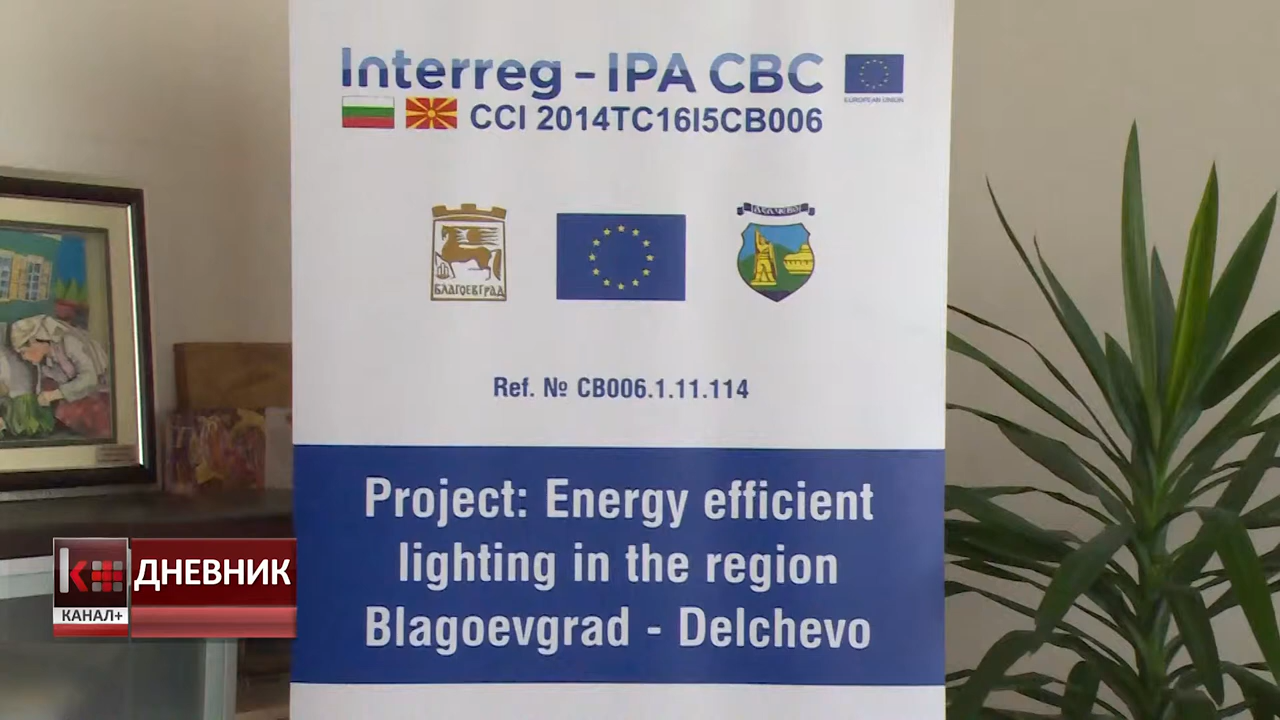 Interreg - IPA CBC
EUROPEAN UNION
CCI 2014TC16I5CB006
ДЕЛЧЕВО
БЛАГОЕВГРАД
Ref. № CB006.1.11.114
Project: Energy efficient
lighting in the region
Blagoevgrad - Delchevo
ДНЕВНИК
КАНАЛ+